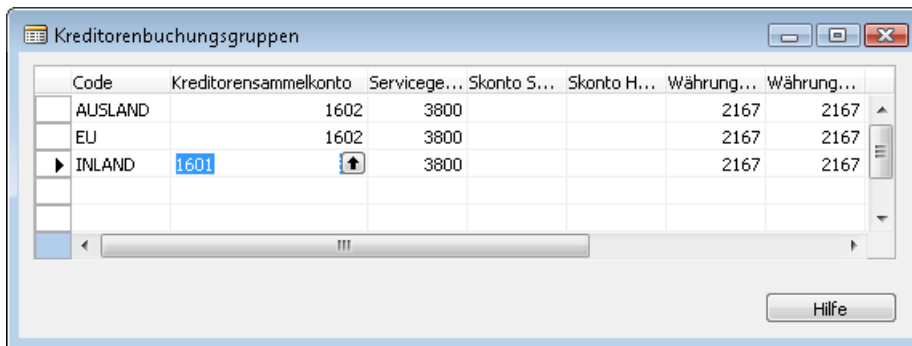 Kreditorenbuchungsgruppen
Code Kreditorensammelkonto Servicege... Skonto S... Skonto H... Währung... Währung...
AUSLAND 1602 3800 2167 2167
EU 1602 3800 2167 2167
INLAND 1601 3800 2167 2167
Hilfe